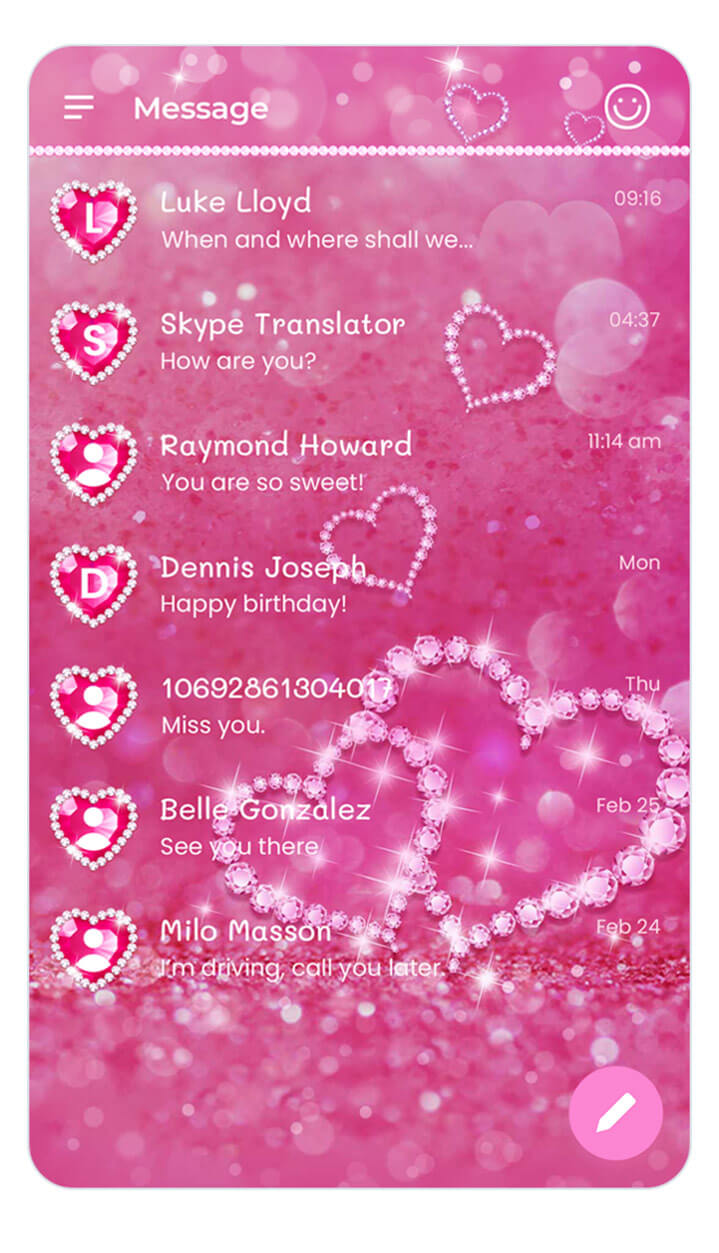 Message
L
Luke Lloyd
09:16
When and where shall we...
S
Skype Translator
04:37
How are you?
Raymond Howard
11:14 am
You are so sweet!
D
Dennis Joseph
Mon
Happy birthday!
10692861304017
Thu
Miss you.
Belle Gonzalez
Feb 25
See you there
Milo Masson
Feb 24
I'm driving, call you later.